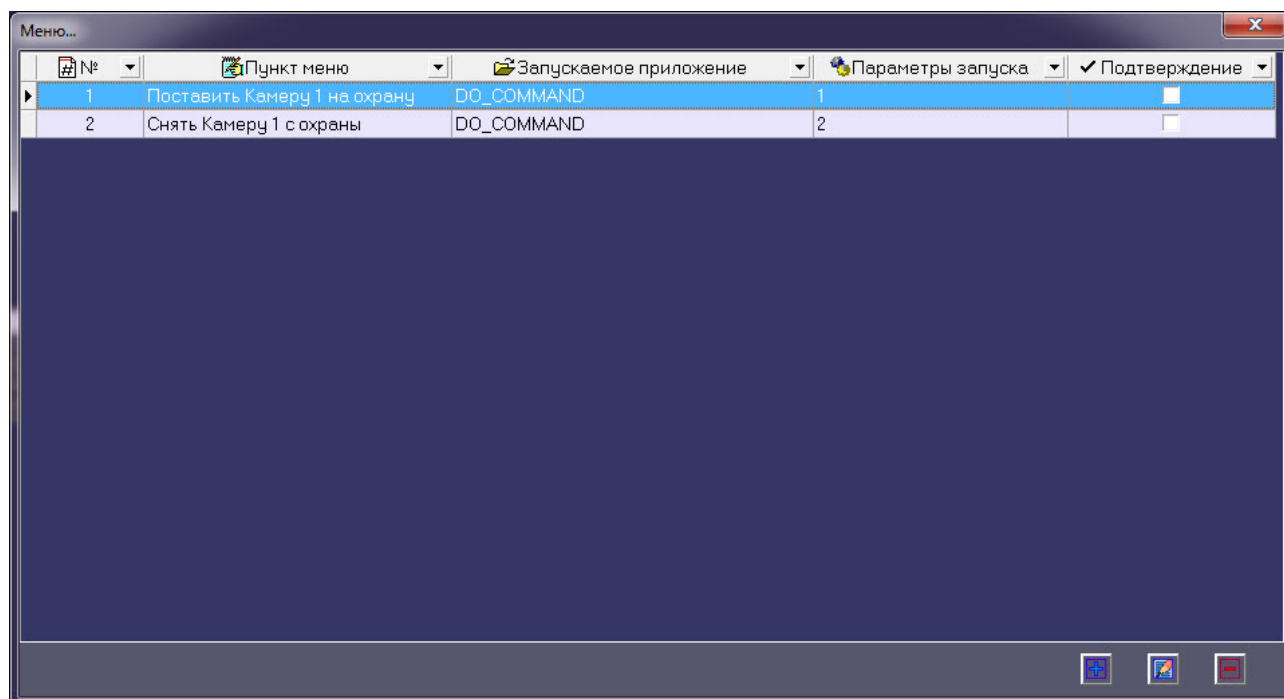 Меню...
№ Пункт меню Запускаемое приложение Параметры запуска Подтверждение
1 Поставить Камеру 1 на охрану DO_COMMAND 1
2 Снять Камеру 1 с охраны DO_COMMAND 2